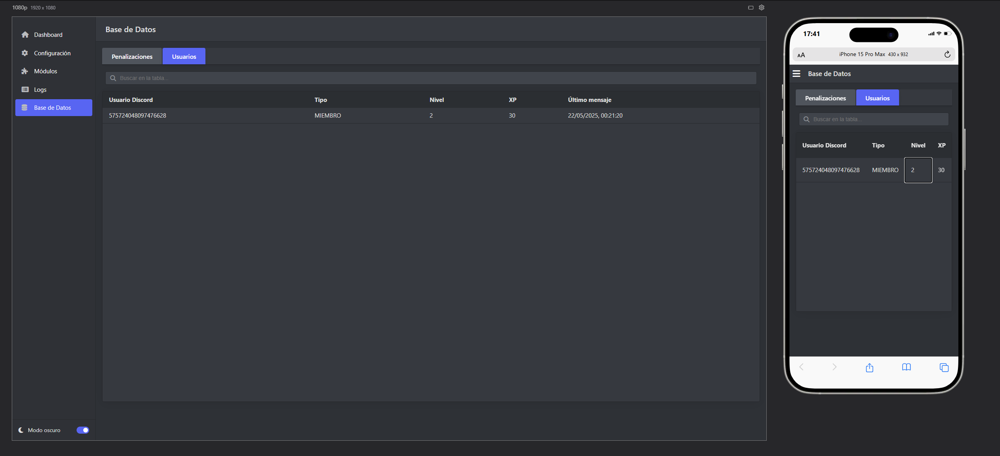 1080p 1920 x 1080
Dashboard
Configuración
Módulos
Logs
Base de Datos
Modo oscuro
Base de Datos
Penalizaciones Usuarios
Buscar en la tabla...
Usuario Discord Tipo Nivel XP Último mensaje
575724048097476628 MIEMBRO 2 30 22/05/2025, 00:21:20
17:41
AA iPhone 15 Pro Max 430 x 932
Base de Datos
Penalizaciones Usuarios
Buscar en la tabla...
Usuario Discord Tipo Nivel XP
575724048097476628 MIEMBRO 2 30